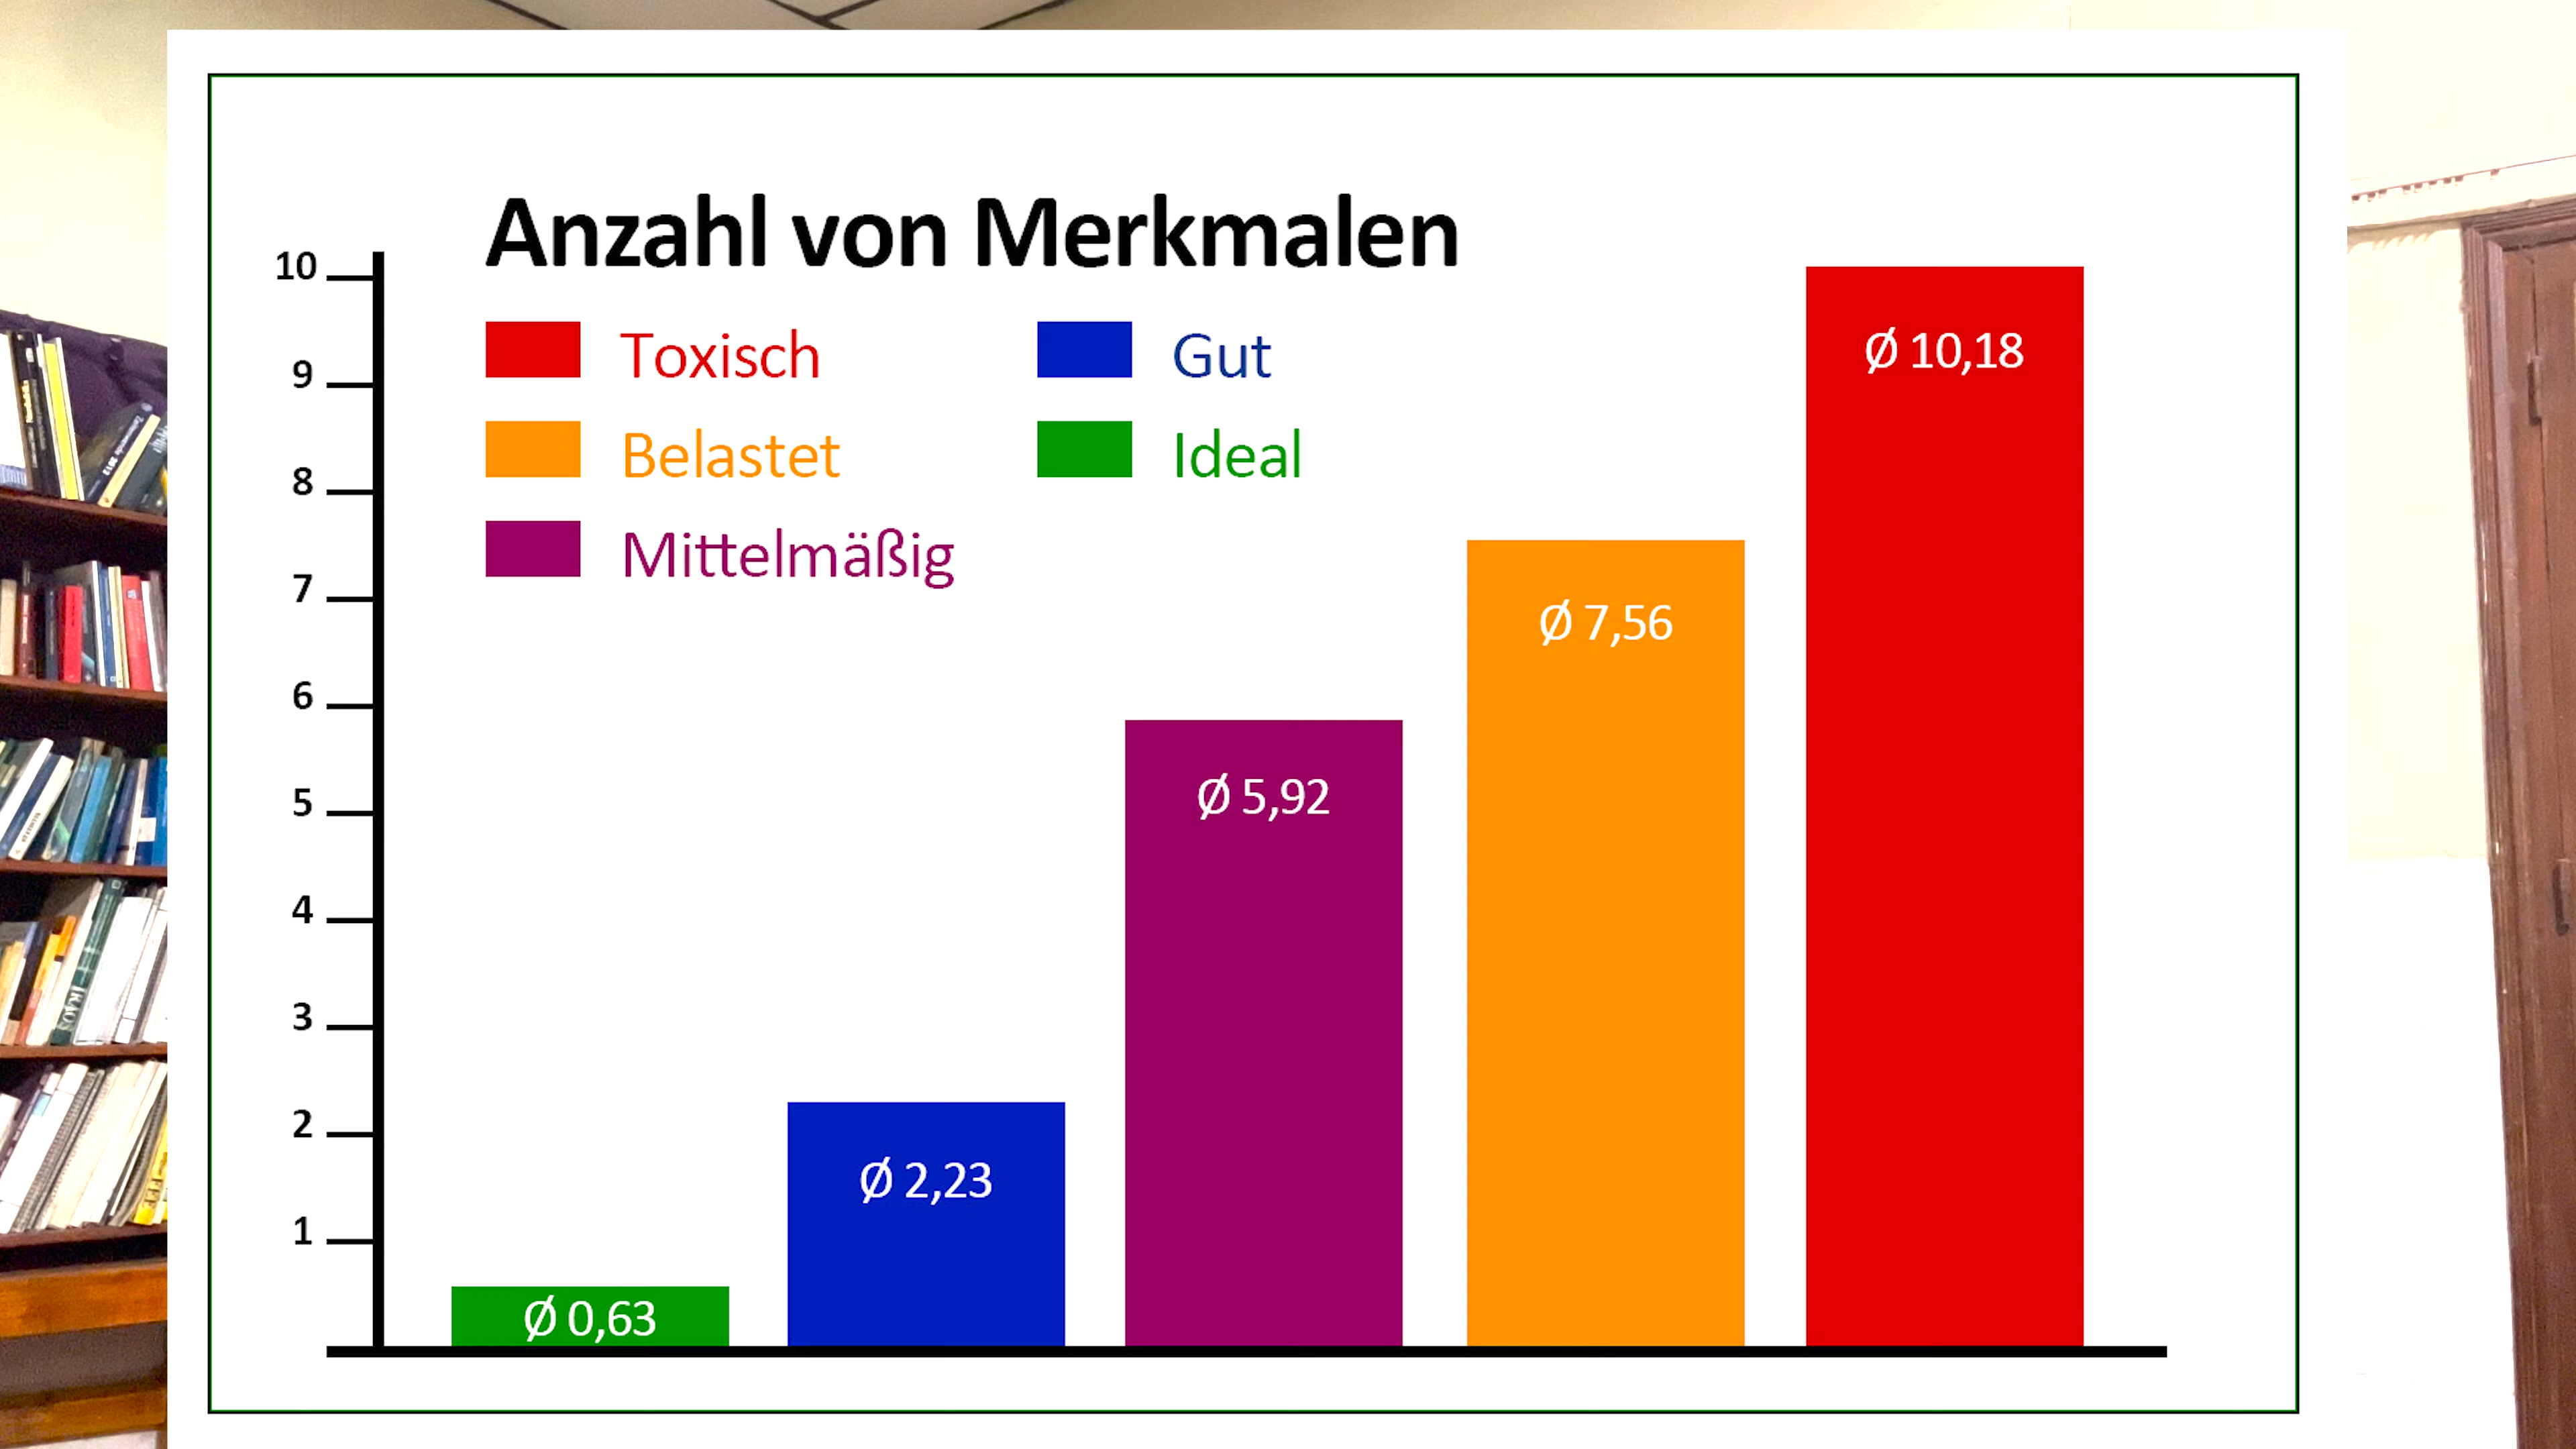 Anzahl von Merkmalen
Toxisch
Gut
Belastet
Ideal
Mittelmäßig
10
9
8
7
6
5
4
3
2
1
Ø 0,63
Ø 2,23
Ø 5,92
Ø 7,56
Ø 10,18